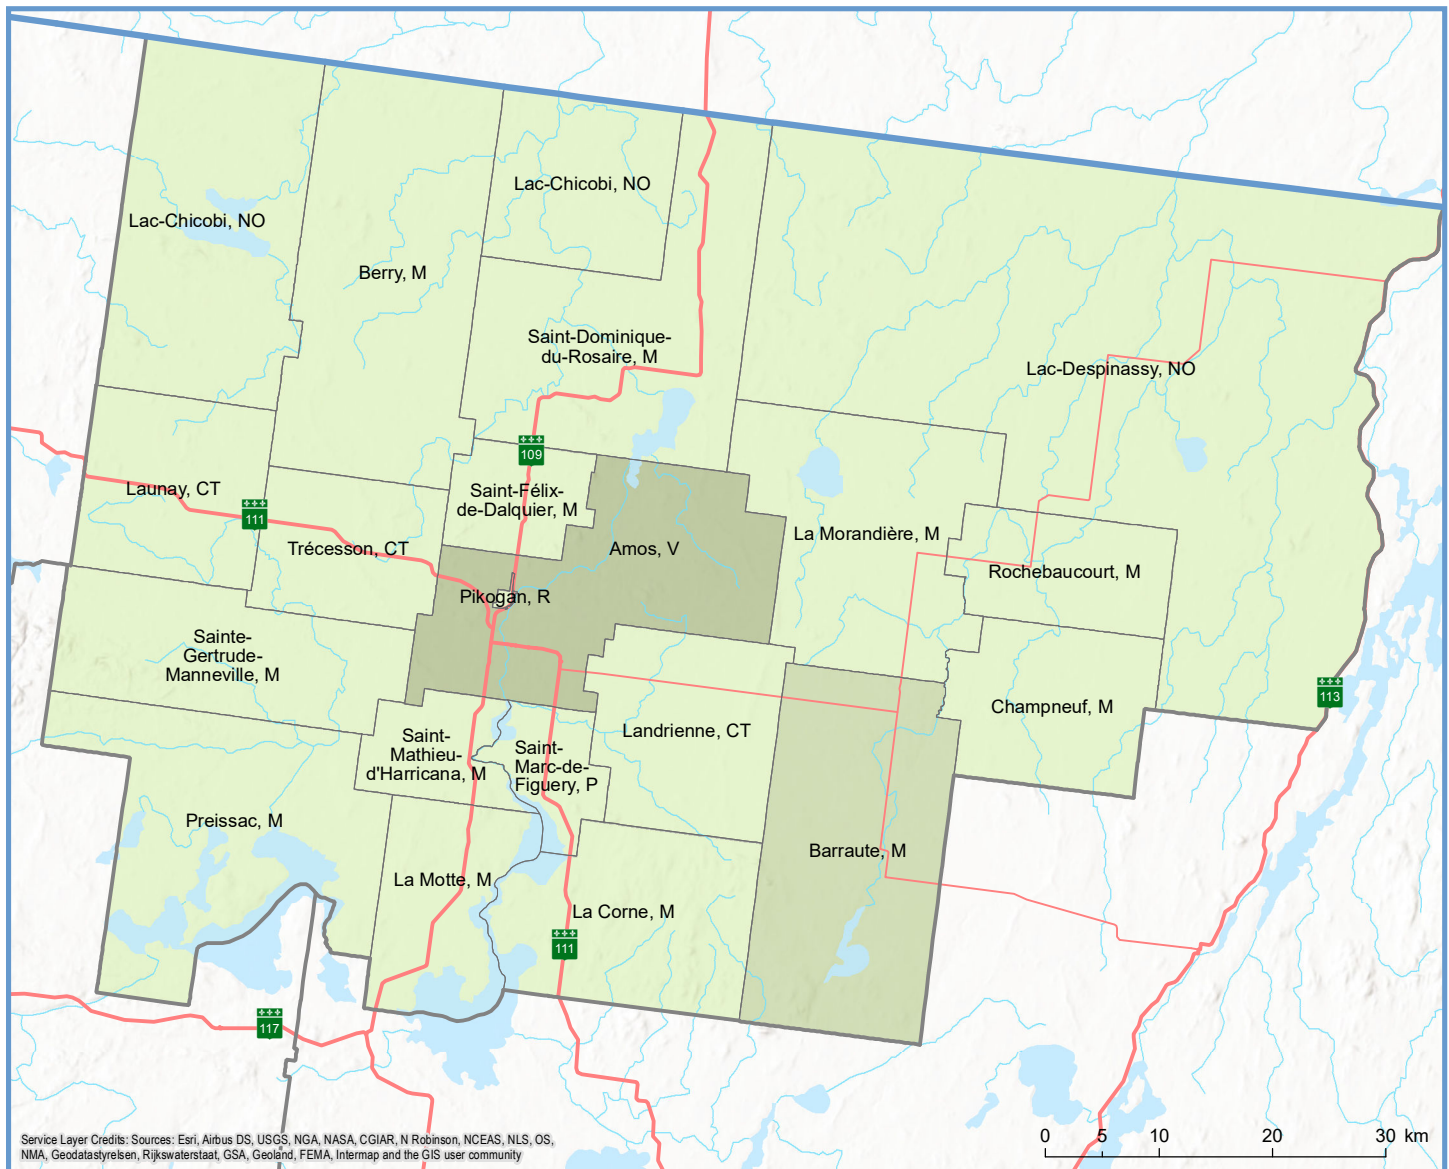 Lac-Chicobi, NO
Lac-Chicobi, NO
Berry, M
Saint-Dominique-
du-Rosaire, M
Lac-Despinassy, NO
109
Launay, CT
111
Saint-Félix-
de-Dalquier, M
Amos, V
La Morandière, M
Trécesson, CT
Rochebaucourt, M
Pikogan, R
Sainte-
Gertrude-
Manneville, M
113
Champneuf, M
Landrienne, CT
Saint-
Mathieu-
d'Harricana, M
Saint-
Marc-de-
Figuery, P
Preissac, M
Barraute, M
La Motte, M
La Corne, M
111
117
0 5 10 20 30 km
Service Layer Credits: Sources: Esri, Airbus DS, USGS, NGA, NASA, CGIAR, N Robinson, NCEAS, NLS, OS,
NMA, Geodatastyrelsen, Rijkswaterstaat, GSA, Geoland, FEMA, Intermap and the GIS user community